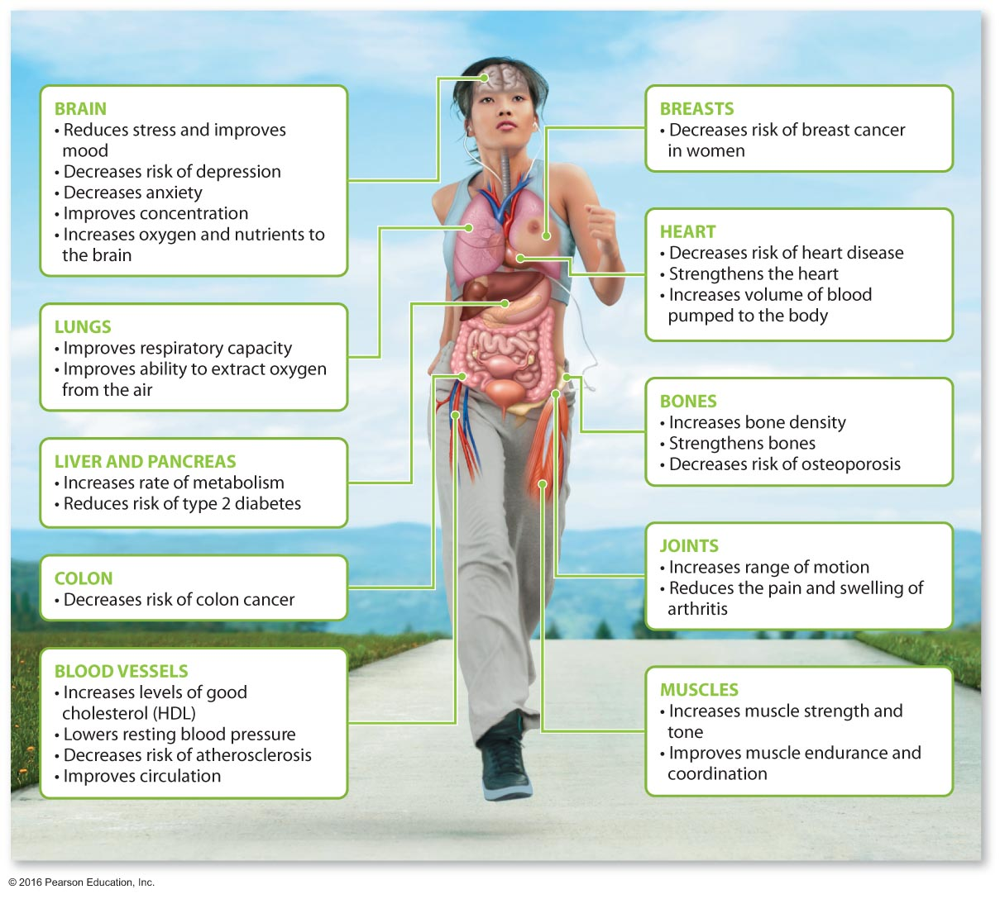 BRAIN
• Reduces stress and improves
mood
• Decreases risk of depression
• Decreases anxiety
• Improves concentration
• Increases oxygen and nutrients to
the brain
LUNGS
• Improves respiratory capacity
• Improves ability to extract oxygen
from the air
LIVER AND PANCREAS
• Increases rate of metabolism
• Reduces risk of type 2 diabetes
COLON
• Decreases risk of colon cancer
BLOOD VESSELS
• Increases levels of good
cholesterol (HDL)
• Lowers resting blood pressure
• Decreases risk of atherosclerosis
• Improves circulation
BREASTS
• Decreases risk of breast cancer
in women
HEART
• Decreases risk of heart disease
• Strengthens the heart
• Increases volume of blood
pumped to the body
BONES
• Increases bone density
• Strengthens bones
• Decreases risk of osteoporosis
JOINTS
• Increases range of motion
• Reduces the pain and swelling of
arthritis
MUSCLES
• Increases muscle strength and
tone
• Improves muscle endurance and
coordination
© 2016 Pearson Education, Inc.